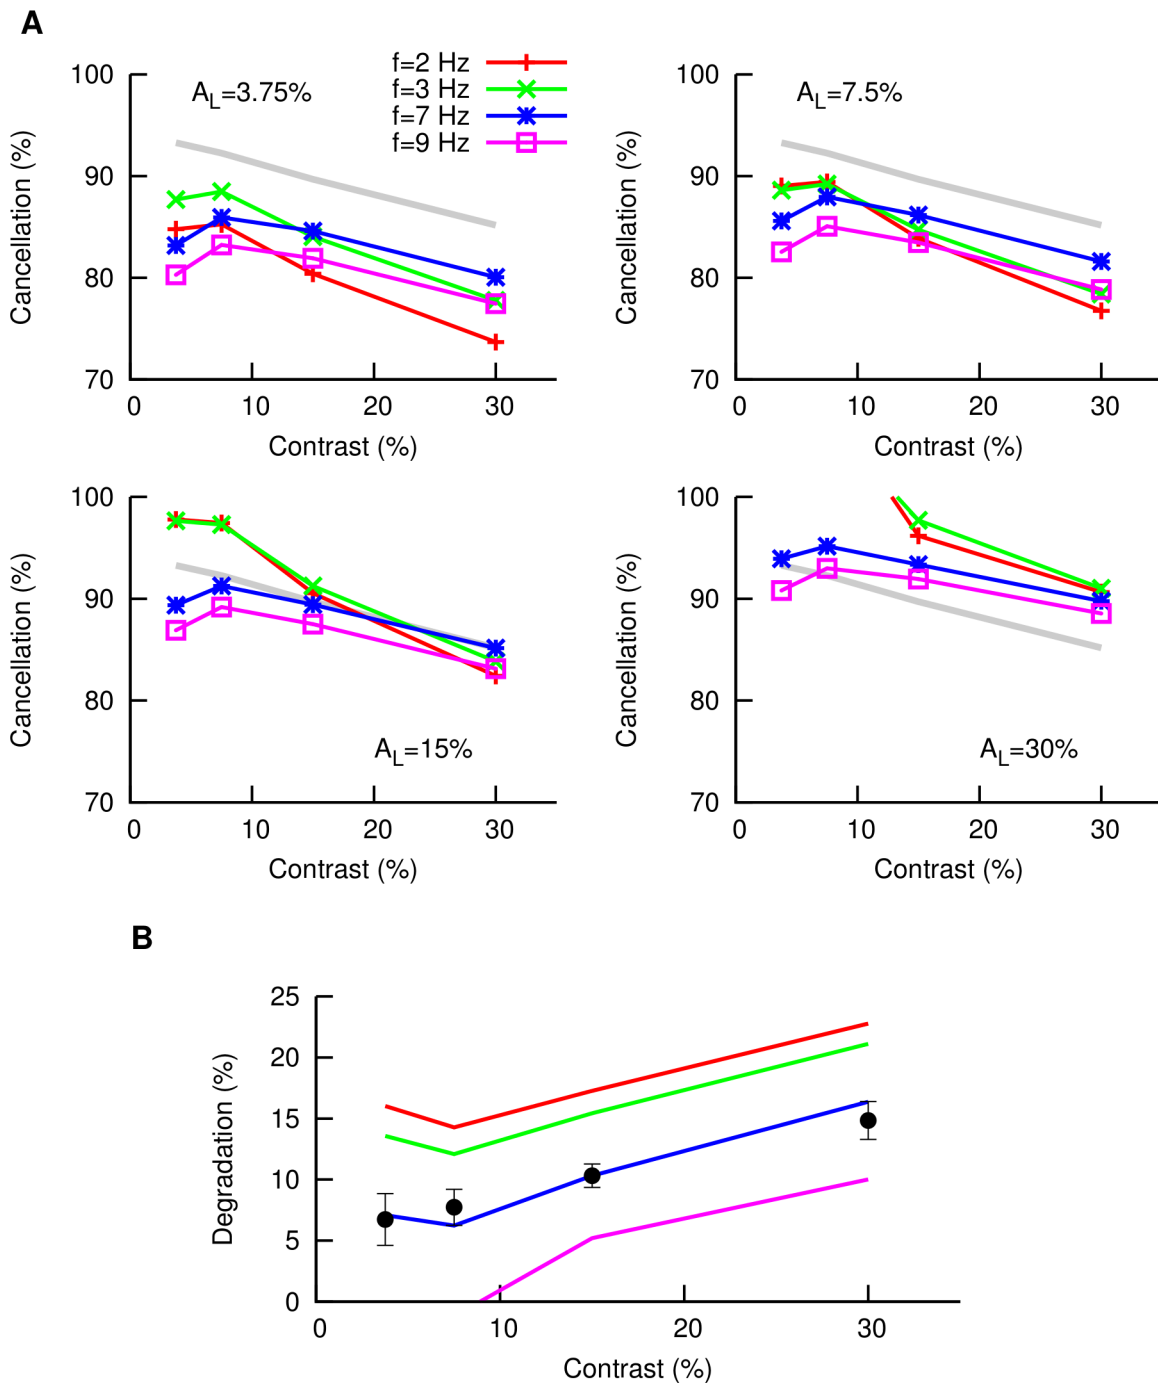 A
f=2 Hz
f=3 Hz
f=7 Hz
f=9 Hz
A_L=3.75%
100
90
80
70
0 10 20 30
Cancellation (%)
Contrast (%)
A_L=7.5%
100
90
80
70
0 10 20 30
Cancellation (%)
Contrast (%)
100
90
80
70
0 10 20 30
Cancellation (%)
A_L=15%
Contrast (%)
100
90
80
70
0 10 20 30
Cancellation (%)
A_L=30%
Contrast (%)
B
25
20
15
10
5
0
0 10 20 30
Degradation (%)
Contrast (%)